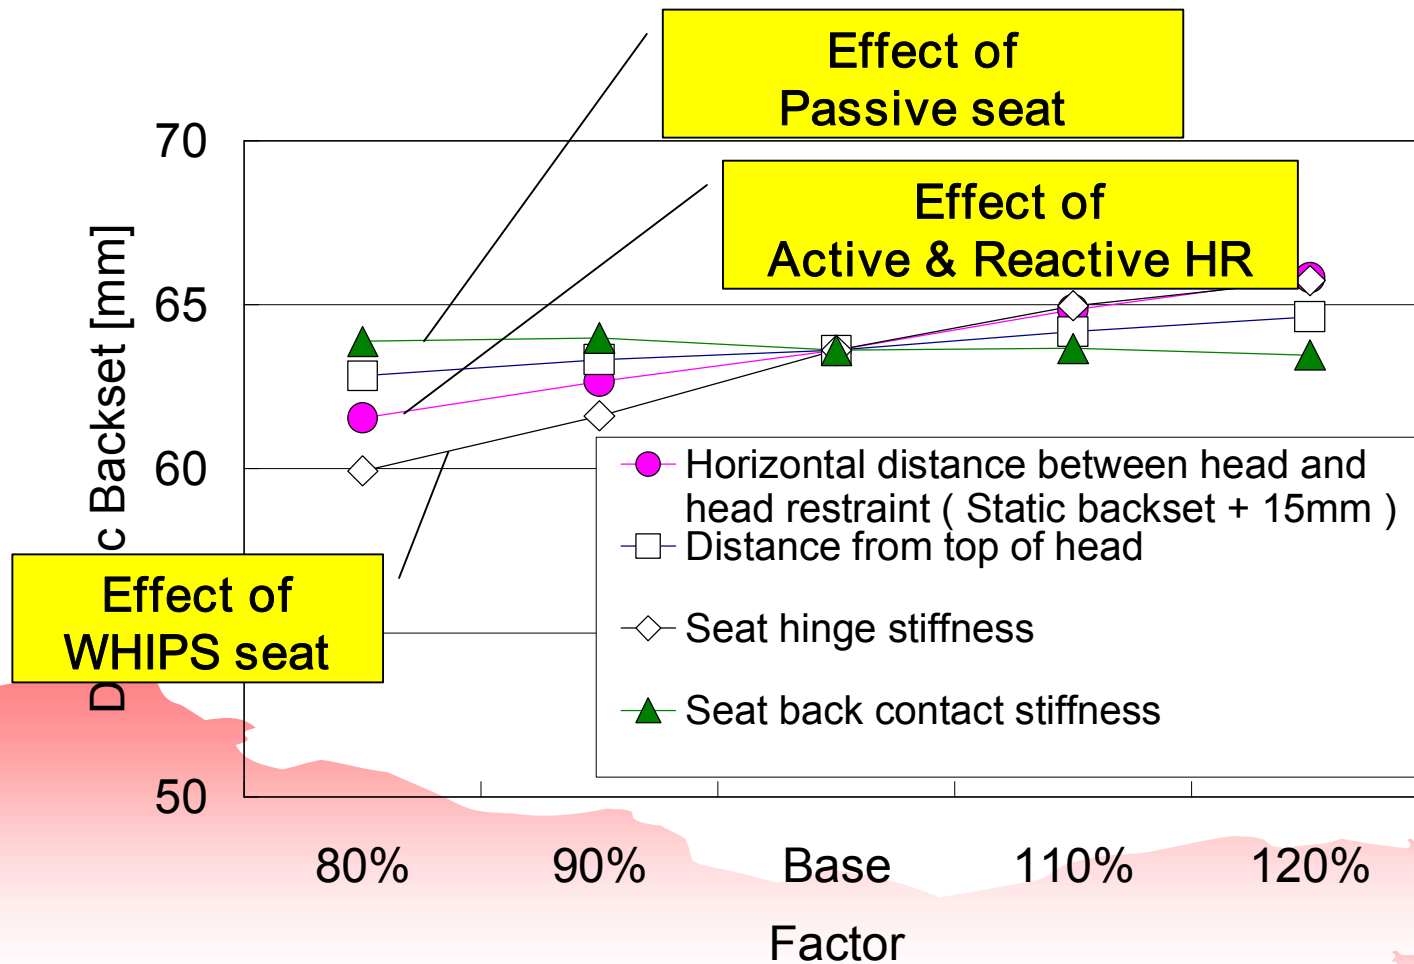 Effect of
Passive seat
Effect of
Active & Reactive HR
70
65
60
50
c Backset [mm]
Effect of
WHIPS seat
Horizontal distance between head and
head restraint ( Static backset + 15mm )
Distance from top of head
Seat hinge stiffness
Seat back contact stiffness
80% 90% Base 110% 120%
Factor